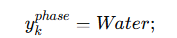 y_k^{phase} = Water;